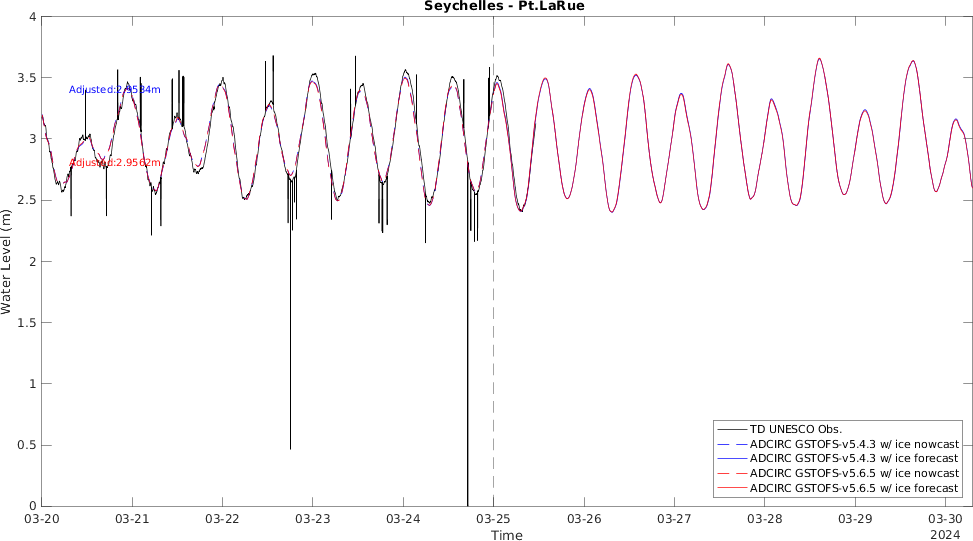 Seychelles - Pt.LaRue
4
3.5
3
2.5
2
1.5
1
0.5
0
Water Level (m)
Adjusted:2.9584m
Adjusted:2.9562m
TD UNESCO Obs.
ADCIRC GSTOFS-v5.4.3 w/ ice nowcast
ADCIRC GSTOFS-v5.4.3 w/ ice forecast
ADCIRC GSTOFS-v5.6.5 w/ ice nowcast
ADCIRC GSTOFS-v5.6.5 w/ ice forecast
03-20 03-21 03-22 03-23 03-24 03-25 03-26 03-27 03-28 03-29 03-30
Time
2024